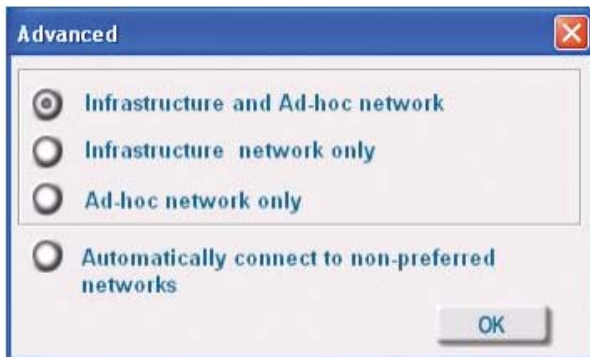 Advanced
Infrastructure and Ad-hoc network
Infrastructure network only
Ad-hoc network only
Automatically connect to non-preferred
networks
OK